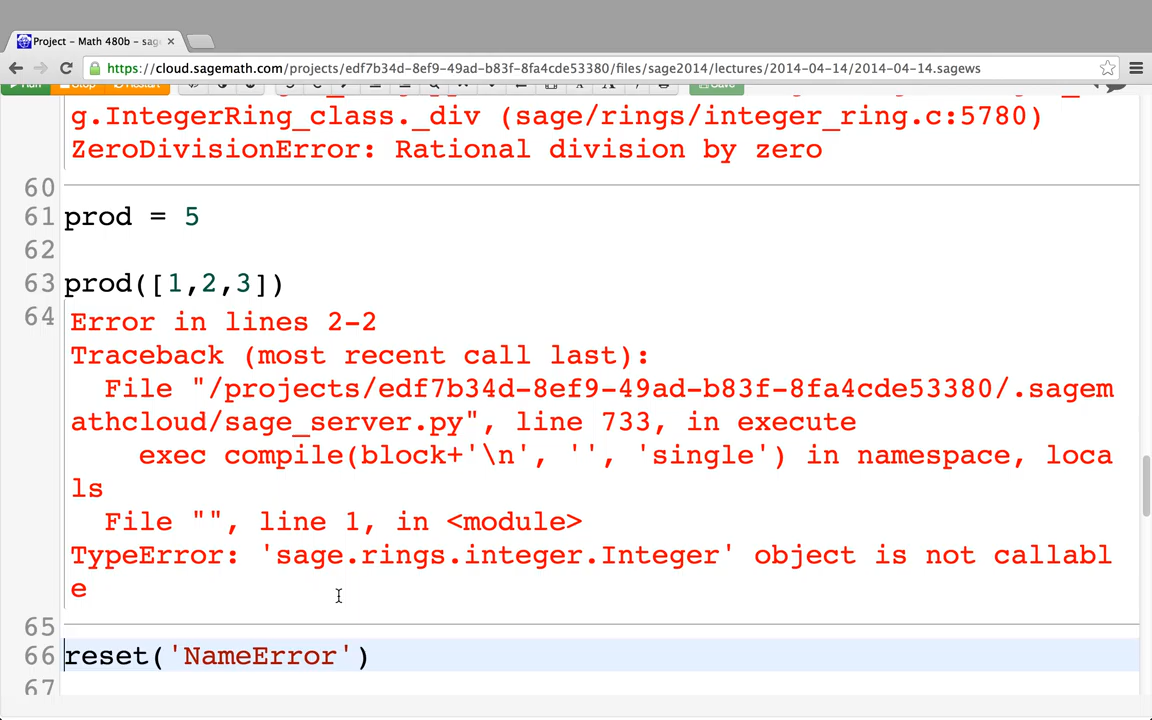 Project - Math 480b - sag
https://cloud.sagemath.com/projects/edf7b34d-8ef9-49ad-b83f-8fa4cde53380/files/sage2014/lectures/2014-04-14/2014-04-14.sagews
g.IntegerRing_class._div (sage/rings/integer_ring.c:5780)
ZeroDivisionError: Rational division by zero
60
61 prod = 5
62
63 prod([1,2,3])
64
Error in lines 2-2
Traceback (most recent call last):
File "/projects/edf7b34d-8ef9-49ad-b83f-8fa4cde53380/.sagem
athcloud/sage_server.py", line 733, in execute
exec compile(block+'\n', '', 'single') in namespace, loca
ls
File "", line 1, in <module>
TypeError: 'sage.rings.integer.Integer' object is not callabl
e
65
66 reset('NameError')
67